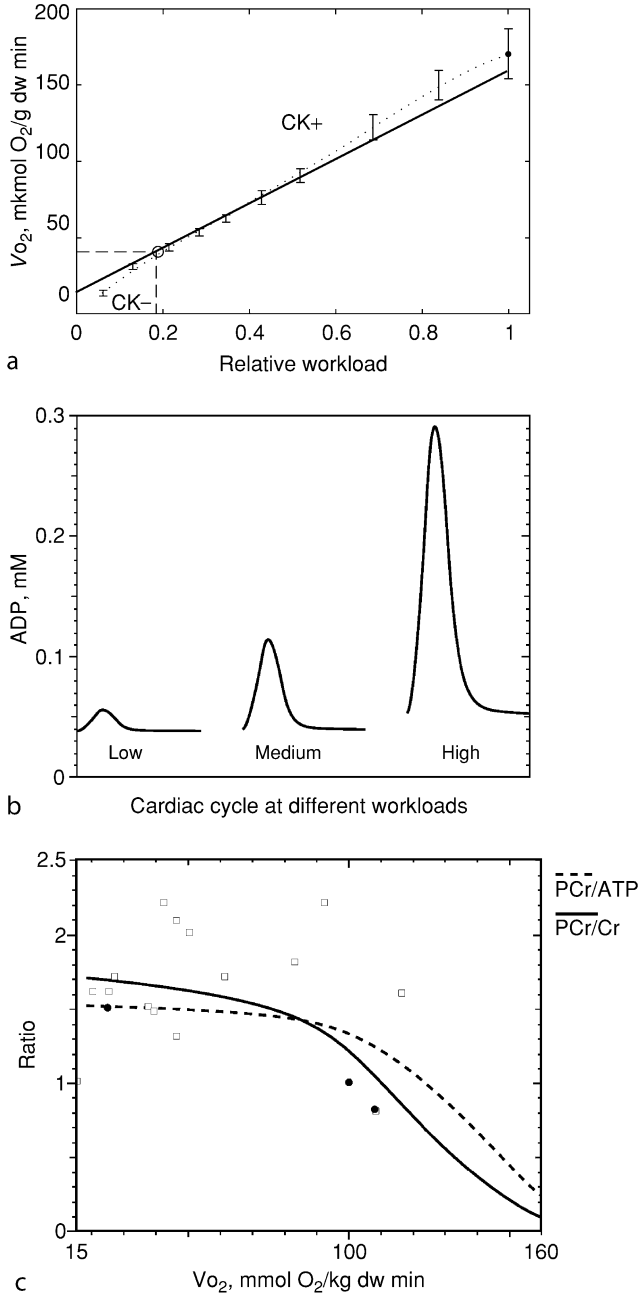 200
150
100
50
0
Vo₂, mkmol O₂/g dw min
CK+
CK−
0 0.2 0.4 0.6 0.8 1
Relative workload
a
0.3
0.2
0.1
0
ADP, mM
Low Medium High
Cardiac cycle at different workloads
b
2.5
2
1
0
Ratio
PCr/ATP
PCr/Cr
15 100 160
Vo₂, mmol O₂/kg dw min
c